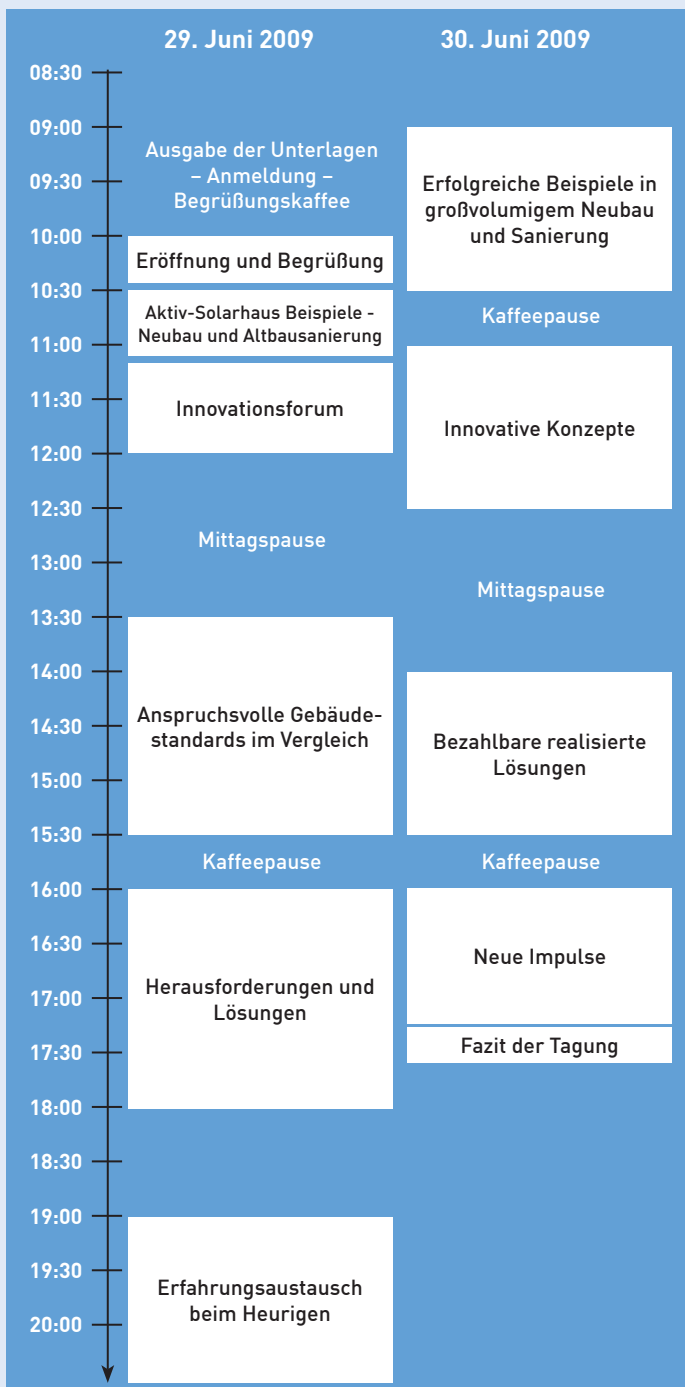 29. Juni 2009
30. Juni 2009
08:30
09:00
09:30
10:00
10:30
11:00
11:30
12:00
12:30
13:00
13:30
14:00
14:30
15:00
15:30
16:00
16:30
17:00
17:30
18:00
18:30
19:00
19:30
20:00
Ausgabe der Unterlagen
– Anmeldung –
Begrüßungskaffee
Eröffnung und Begrüßung
Aktiv-Solarhaus Beispiele -
Neubau und Altbausanierung
Innovationsforum
Mittagspause
Anspruchsvolle Gebäude-
standards im Vergleich
Kaffeepause
Herausforderungen und
Lösungen
Erfahrungsaustausch
beim Heurigen
Erfolgreiche Beispiele in
großvolumigem Neubau
und Sanierung
Kaffeepause
Innovative Konzepte
Mittagspause
Bezahlbare realisierte
Lösungen
Kaffeepause
Neue Impulse
Fazit der Tagung